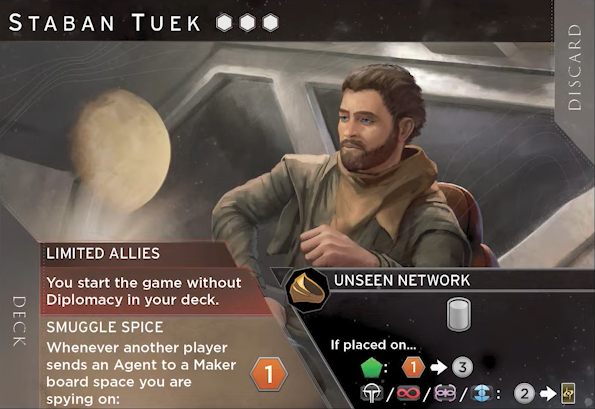 STABAN TUEK
DISCARD
LIMITED ALLIES
You start the game without
Diplomacy in your deck.
SMUGGLE SPICE
Whenever another player
sends an Agent to a Maker
board space you are
spying on:
1
DECK
UNSEEN NETWORK
If placed on...
: 1 3
/ / / : 2